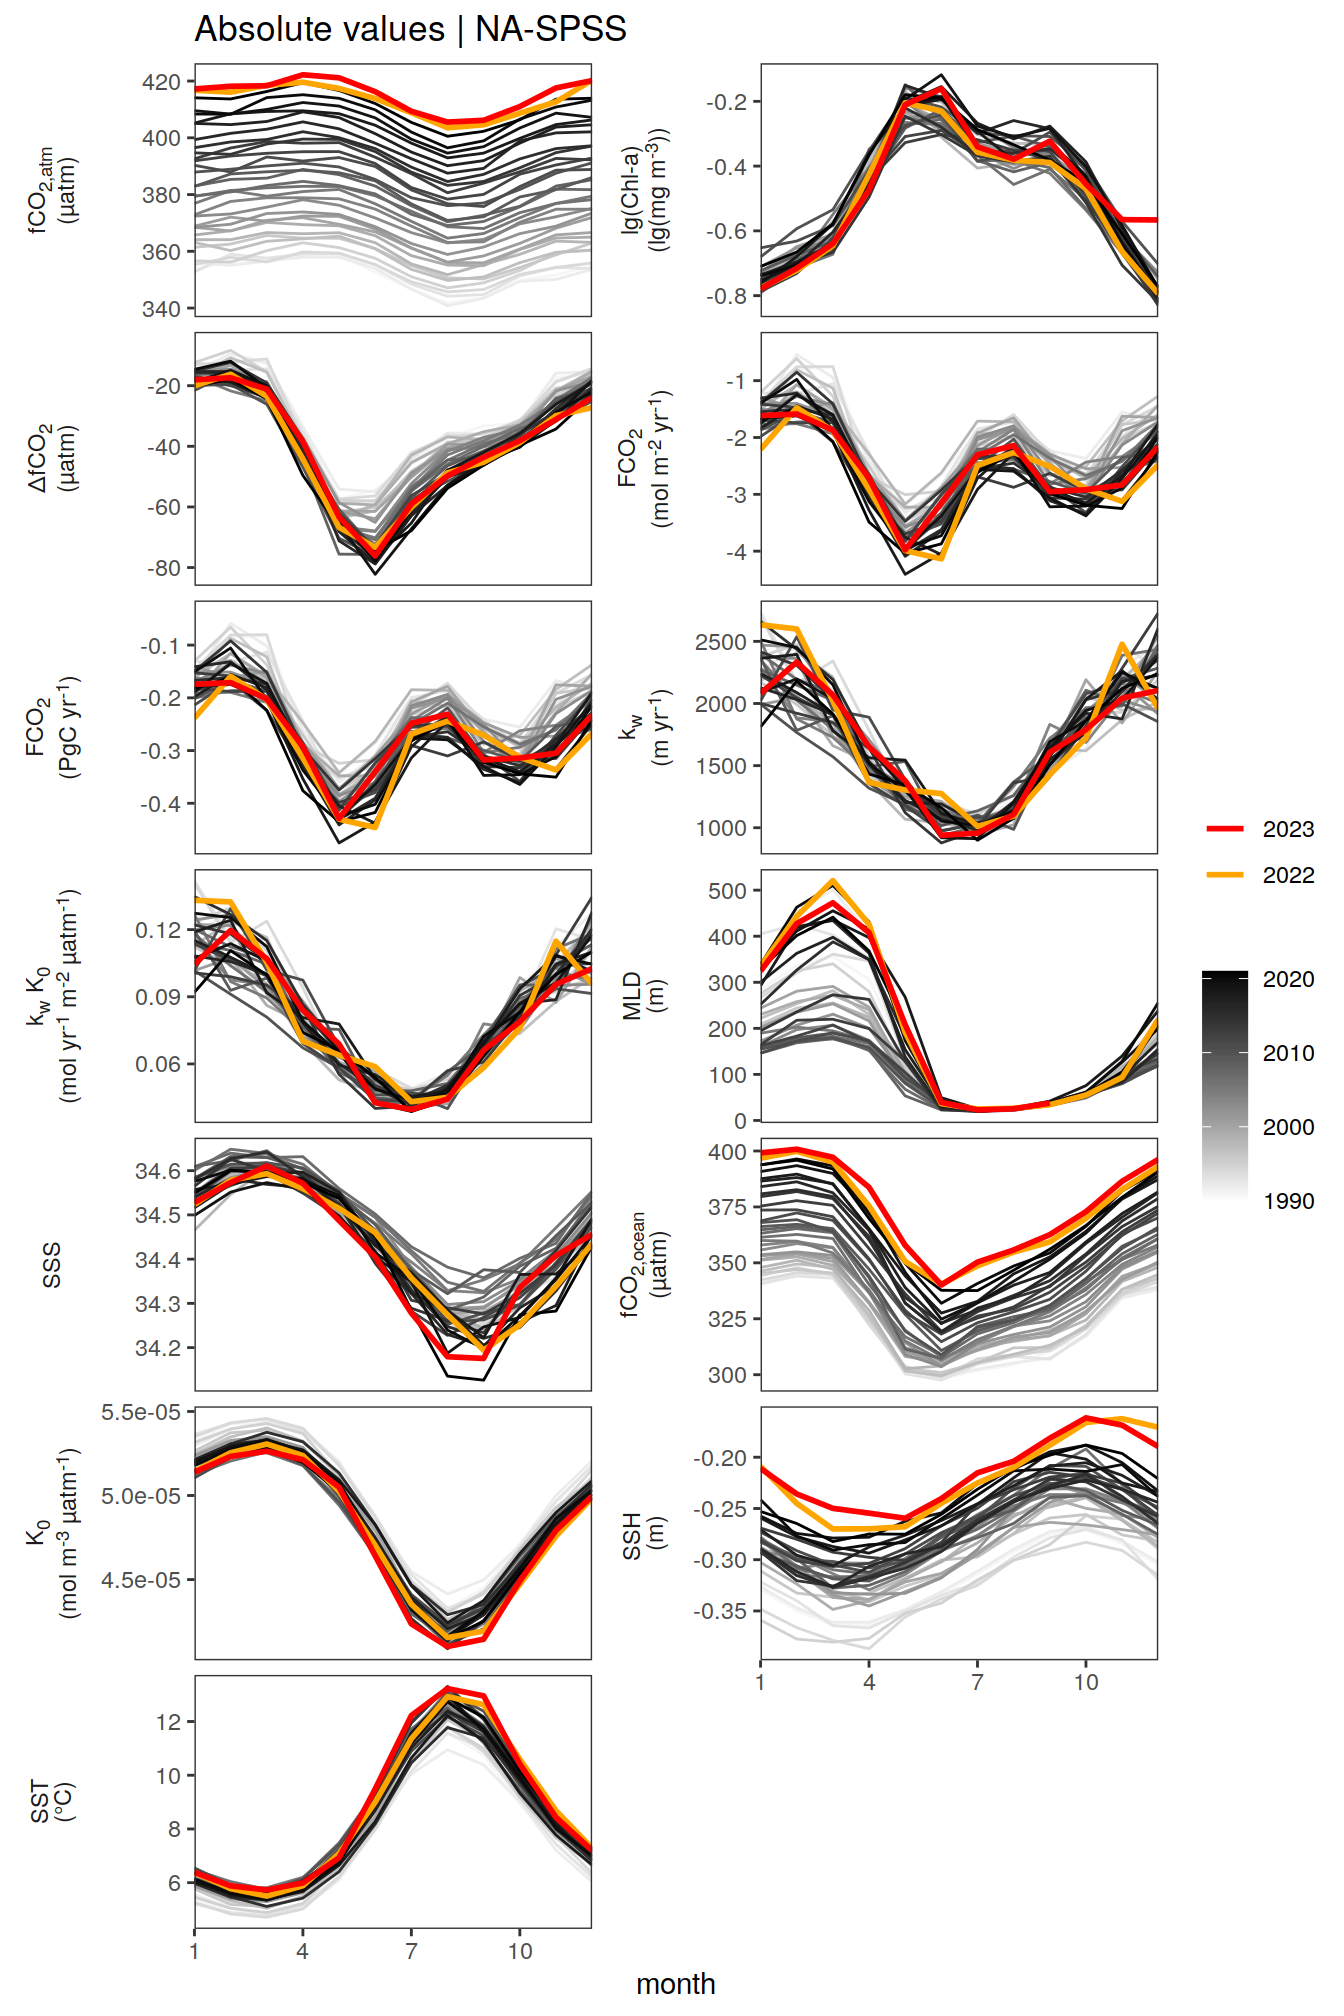 Absolute values | NA-SPSS
fCO2,atm
(µatm)
420
400
380
360
340
lg(Chl-a)
(lg(mg m-3))
-0.2
-0.4
-0.6
-0.8
ΔfCO2
(µatm)
-20
-40
-60
-80
FCO2
(mol m-2 yr-1)
-1
-2
-3
-4
FCO2
(PgC yr-1)
-0.1
-0.2
-0.3
-0.4
kw
(m yr-1)
2500
2000
1500
1000
kw K0
(mol yr-1 m-2 µatm-1)
0.12
0.09
0.06
MLD
(m)
500
400
300
200
100
0
SSS
34.6
34.5
34.4
34.3
34.2
fCO2,ocean
(µatm)
400
375
350
325
300
K0
(mol m-3 µatm-1)
5.5e-05
5.0e-05
4.5e-05
SSH
(m)
-0.20
-0.25
-0.30
-0.35
1 4 7 10
SST
(°C)
12
10
8
6
1 4 7 10
month
2023
2022
2020
2010
2000
1990